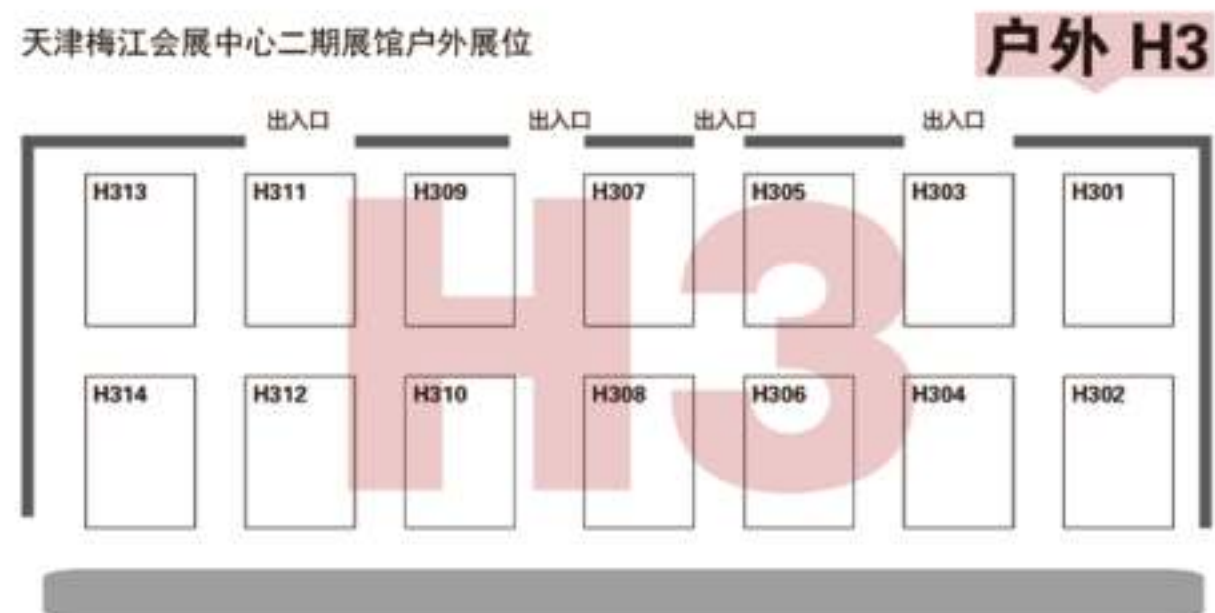 天津梅江会展中心二期展馆户外展位
户外 H3
出入口 出入口 出入口 出入口
H313 H311 H309 H307 H305 H303 H301
H3
H314 H312 H310 H308 H306 H304 H302